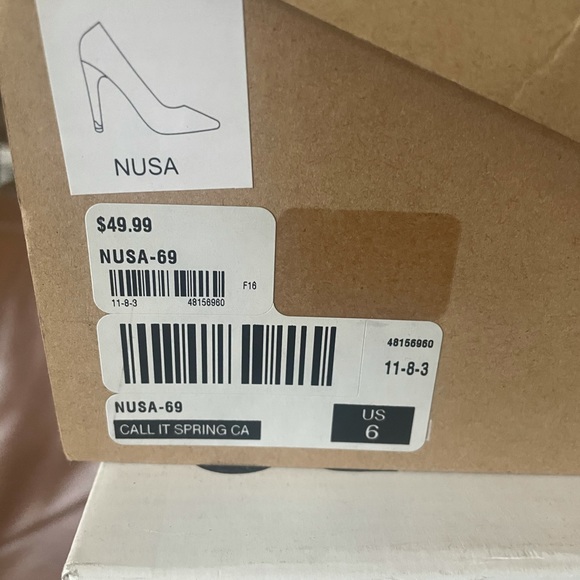 NUSA
$49.99
NUSA-69
F16
11-8-3 48156960
48156960
11-8-3
NUSA-69
CALL IT SPRING CA
US
6